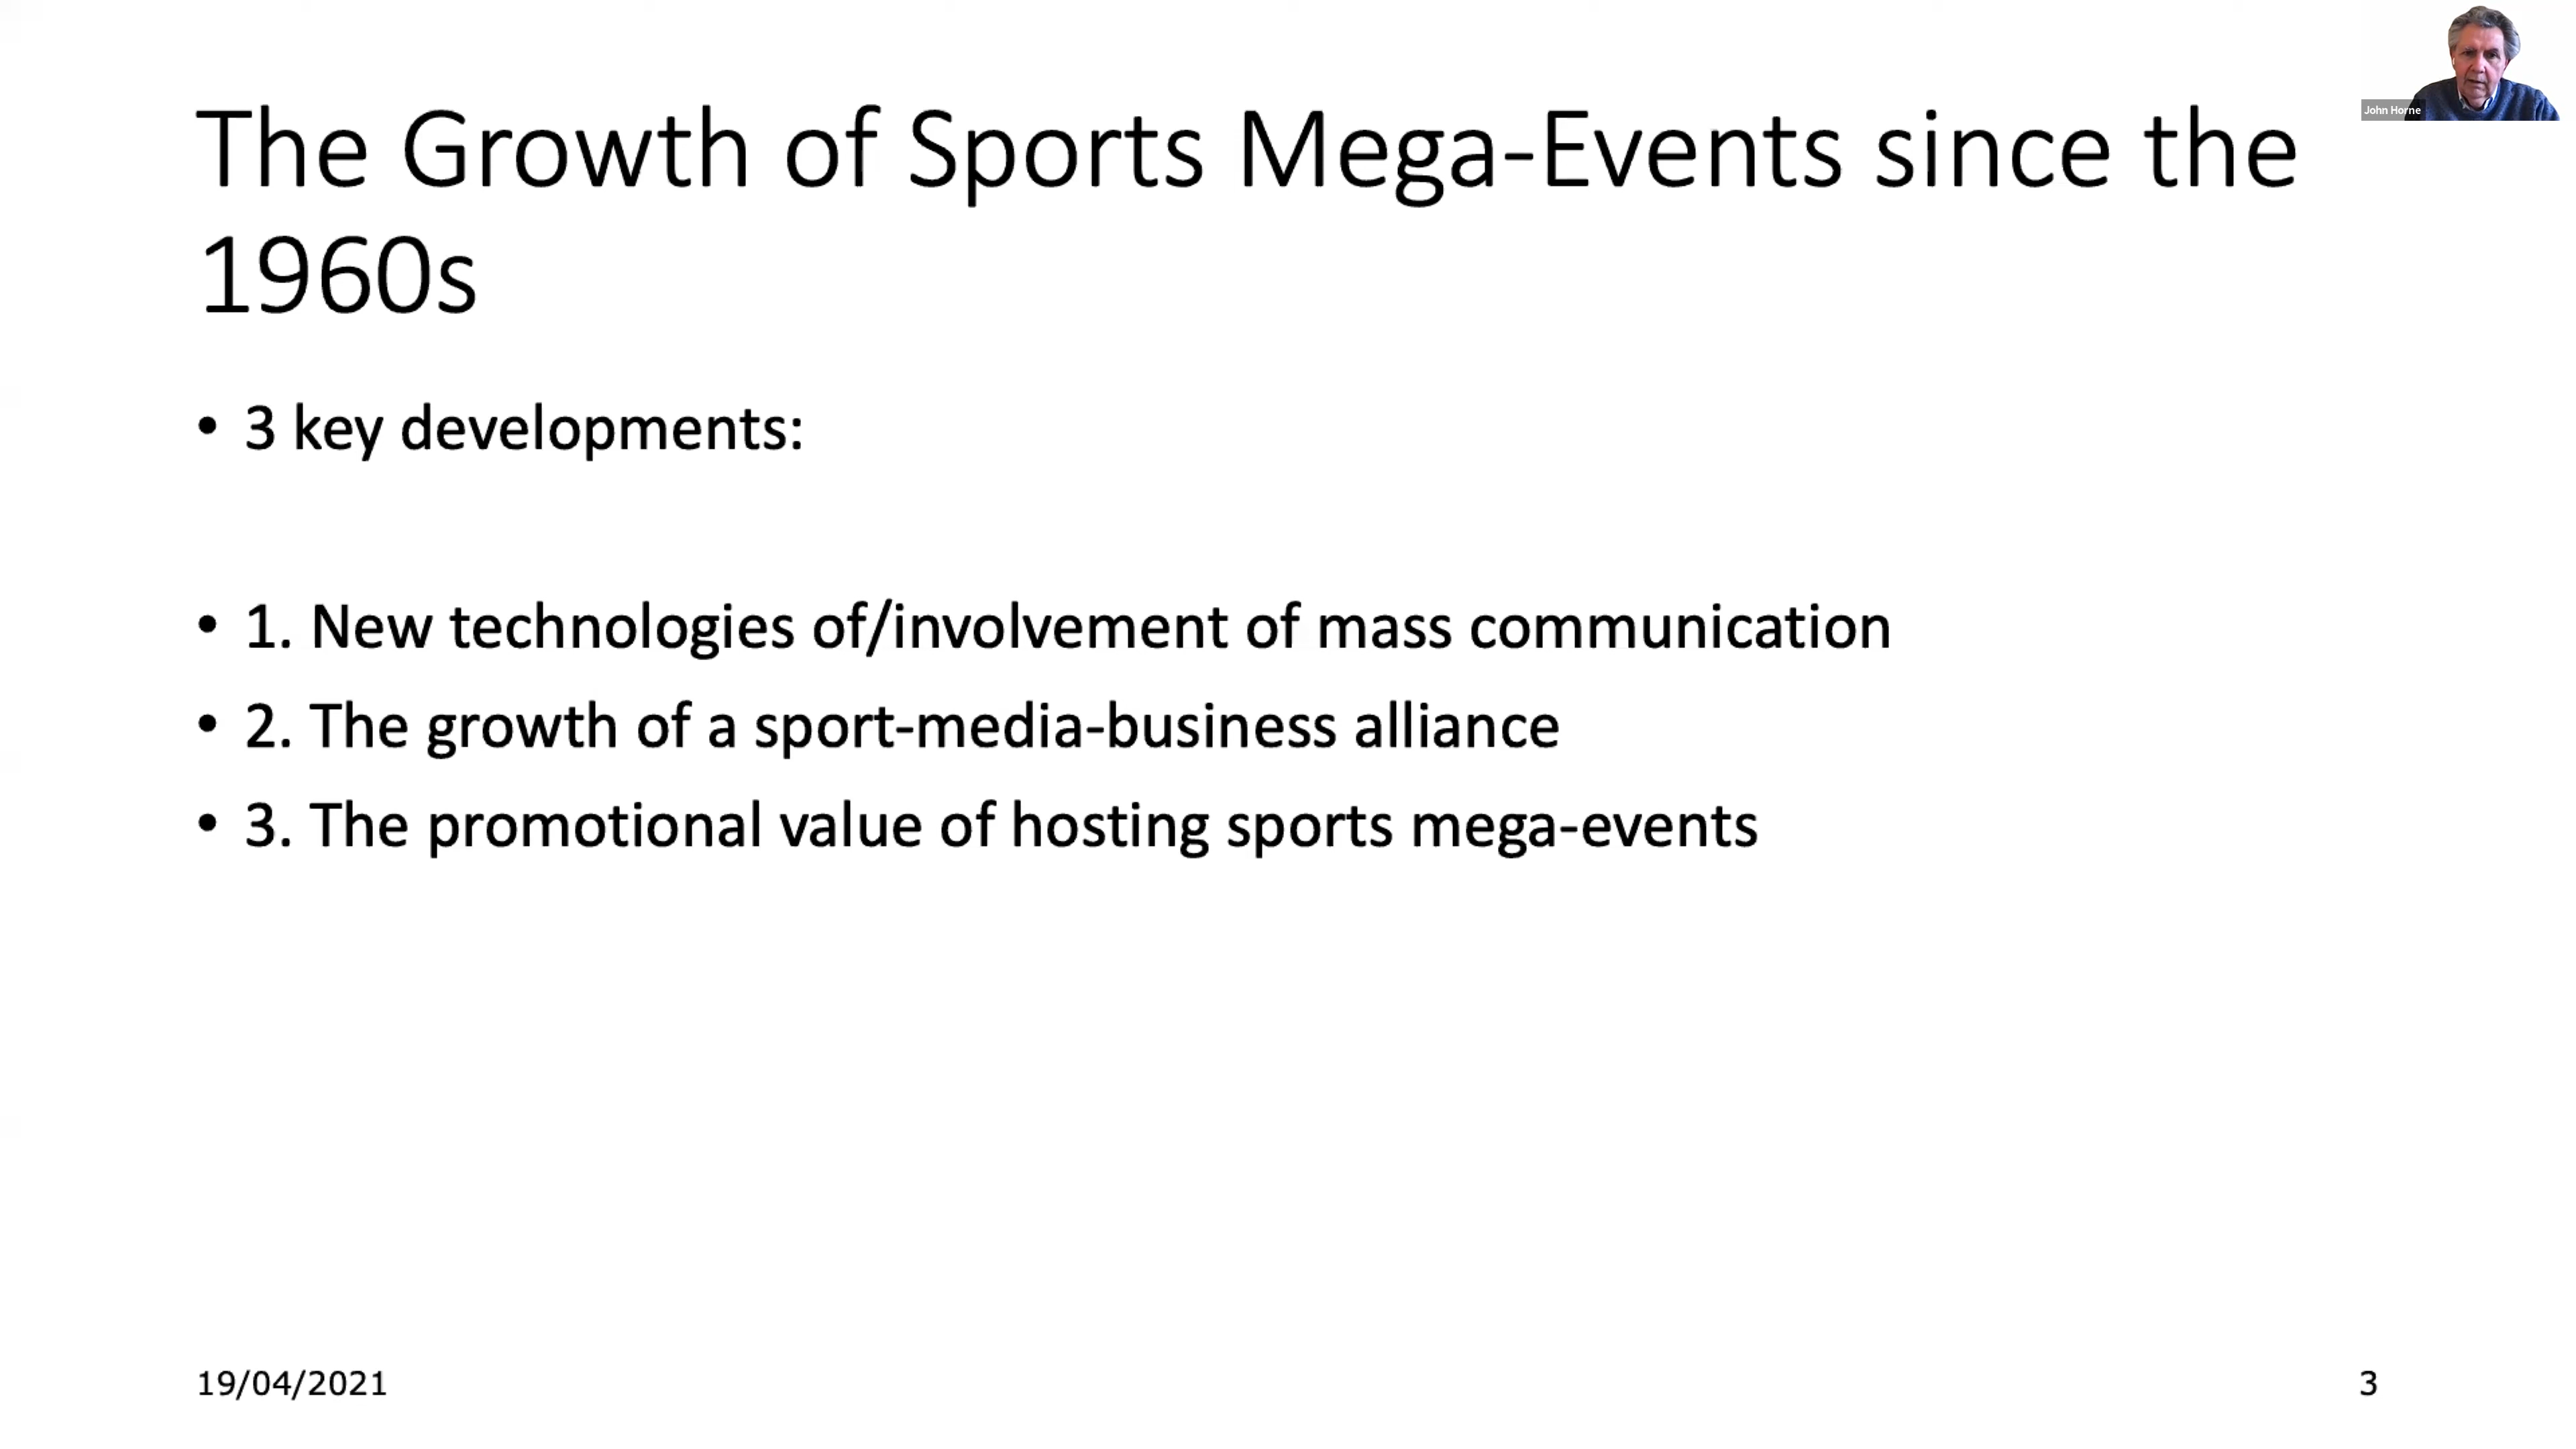 John Horne
The Growth of Sports Mega-Events since the
1960s
• 3 key developments:
• 1. New technologies of/involvement of mass communication
• 2. The growth of a sport-media-business alliance
• 3. The promotional value of hosting sports mega-events
19/04/2021
3